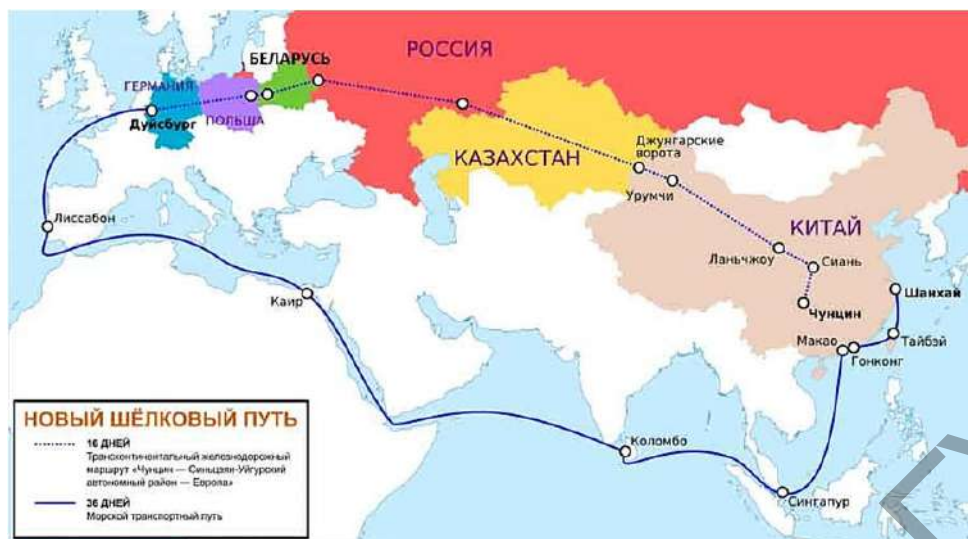 РОССИЯ
БЕЛАРУСЬ
ГЕРМАНИЯ
Дуйсбург
ПОЛЬША
КАЗАХСТАН
Джунгарские
ворота
Урумчи
КИТАЙ
Ланьчжоу
Сиань
Чунцин
Шанхай
Тайбэй
Макао
Гонконг
Лиссабон
Каир
Коломбо
Сингапур
НОВЫЙ ШЁЛКОВЫЙ ПУТЬ
16 ДНЕЙ
Трансконтинентальный железнодорожный
маршрут «Чунцин — Синьцзян-Уйгурский
автономный район — Европа»
36 ДНЕЙ
Морской транспортный путь